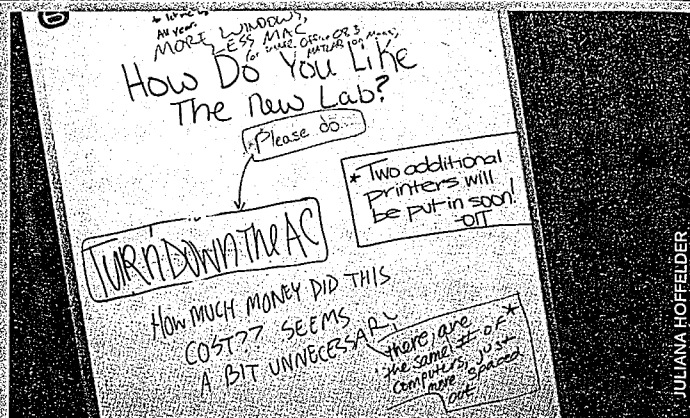 All year.
MORE WINDOWS,
LESS MAC
How Do You Like
The new Lab?
*Please do...
TURN DOWN THE AC
*Two additional
printers will
be put in soon!
-OIT
HOW MUCH MONEY DID THIS
COST?? SEEMS
A BIT UNNECESSARY
there are *
the same # of
computers, just
more spaced
out
JULIANA HOFFELDER